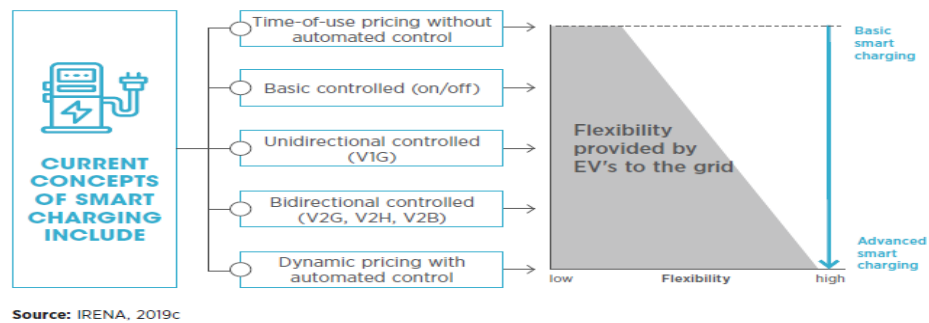 CURRENT
CONCEPTS
OF SMART
CHARGING
INCLUDE
Time-of-use pricing without
automated control
Basic controlled (on/off)
Unidirectional controlled
(V1G)
Bidirectional controlled
(V2G, V2H, V2B)
Dynamic pricing with
automated control
Flexibility
provided by
EV's to the grid
Basic
smart
charging
Advanced
smart
charging
low
Flexibility
high
Source: IRENA, 2019c